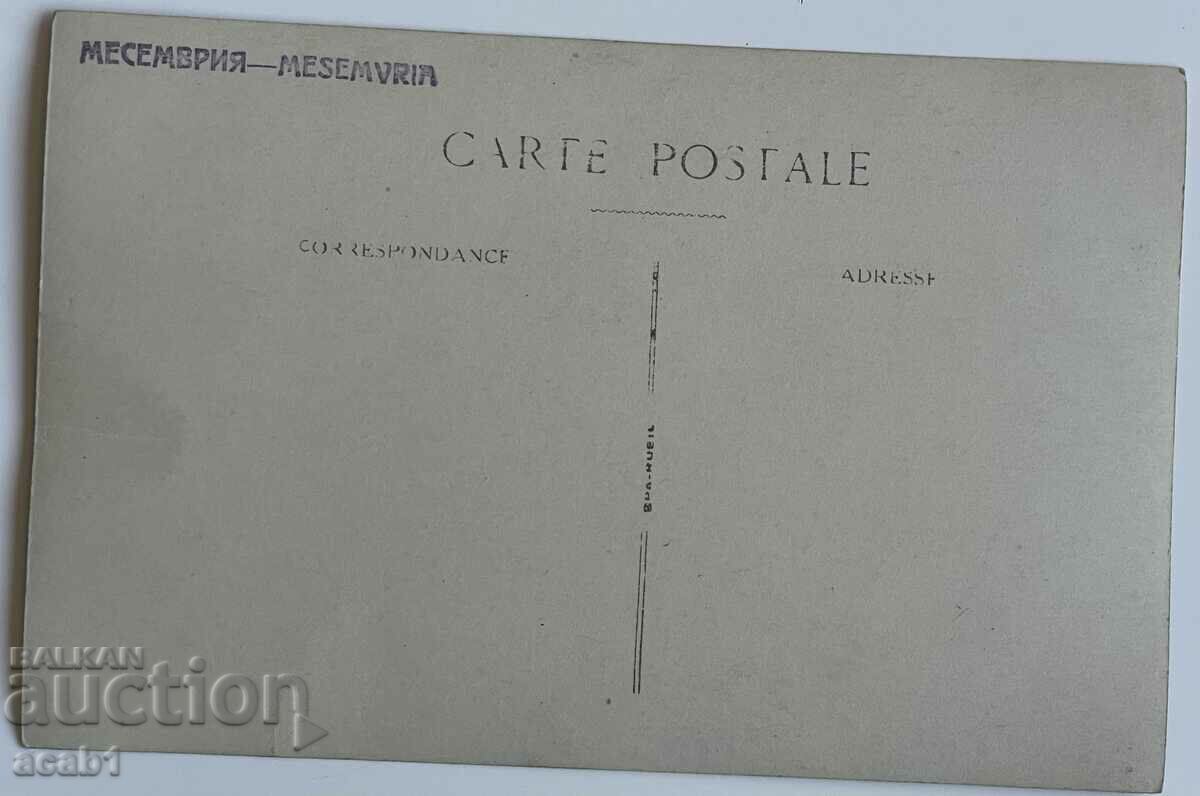 МЕСЕМВРИЯ—MESEMVRIA
CARTE POSTALE
CORRESPONDANCE
ADRESSE
BALKAN
auction
acab1